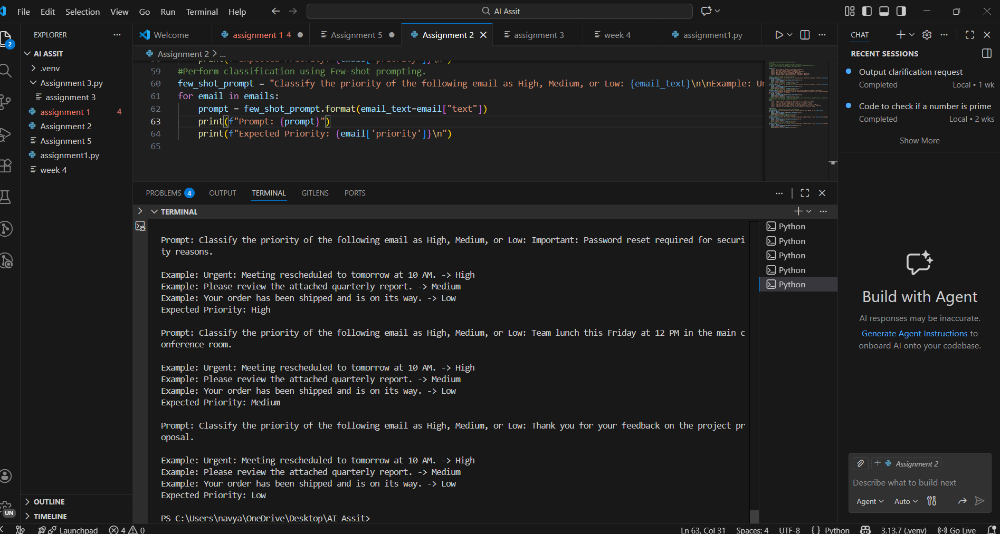 File Edit Selection View Go Run Terminal Help
AI Assit
EXPLORER
AI ASSIT
.venv
Assignment 3.py
assignment 3
assignment 1 4
Assignment 2
Assignment 5
assignment1.py
week 4
OUTLINE
TIMELINE
2
UN
Welcome
assignment 1 4
Assignment 5
Assignment 2
assignment 3
week 4
assignment1.py
Assignment 2 > ...
59 #Perform classification using Few-shot prompting.
60 few_shot_prompt = "Classify the priority of the following email as High, Medium, or Low: {email_text}\n\nExample: Ur
61 for email in emails:
62 prompt = few_shot_prompt.format(email_text=email["text"])
63 print(f"Prompt: {prompt}")
64 print(f"Expected Priority: {email['priority']}\n")
65
PROBLEMS 4 OUTPUT TERMINAL GITLENS PORTS
TERMINAL
Prompt: Classify the priority of the following email as High, Medium, or Low: Important: Password reset required for securi
ty reasons.
Example: Urgent: Meeting rescheduled to tomorrow at 10 AM. -> High
Example: Please review the attached quarterly report. -> Medium
Example: Your order has been shipped and is on its way. -> Low
Expected Priority: High
Prompt: Classify the priority of the following email as High, Medium, or Low: Team lunch this Friday at 12 PM in the main c
onference room.
Example: Urgent: Meeting rescheduled to tomorrow at 10 AM. -> High
Example: Please review the attached quarterly report. -> Medium
Example: Your order has been shipped and is on its way. -> Low
Expected Priority: Medium
Prompt: Classify the priority of the following email as High, Medium, or Low: Thank you for your feedback on the project pr
oposal.
Example: Urgent: Meeting rescheduled to tomorrow at 10 AM. -> High
Example: Please review the attached quarterly report. -> Medium
Example: Your order has been shipped and is on its way. -> Low
Expected Priority: Low
PS C:\Users\navya\OneDrive\Desktop\AI Assit>
Python
Python
Python
Python
Python
CHAT
RECENT SESSIONS
Output clarification request
Completed Local • 1 wk
Code to check if a number is prime
Completed Local • 2 wks
Show More
Build with Agent
AI responses may be inaccurate.
Generate Agent Instructions to
onboard AI onto your codebase.
Assignment 2
Describe what to build next
Agent Auto
Launchpad 4 0
Ln 63, Col 31 Spaces: 4 UTF-8 { } Python 3.13.7 (.venv) Go Live